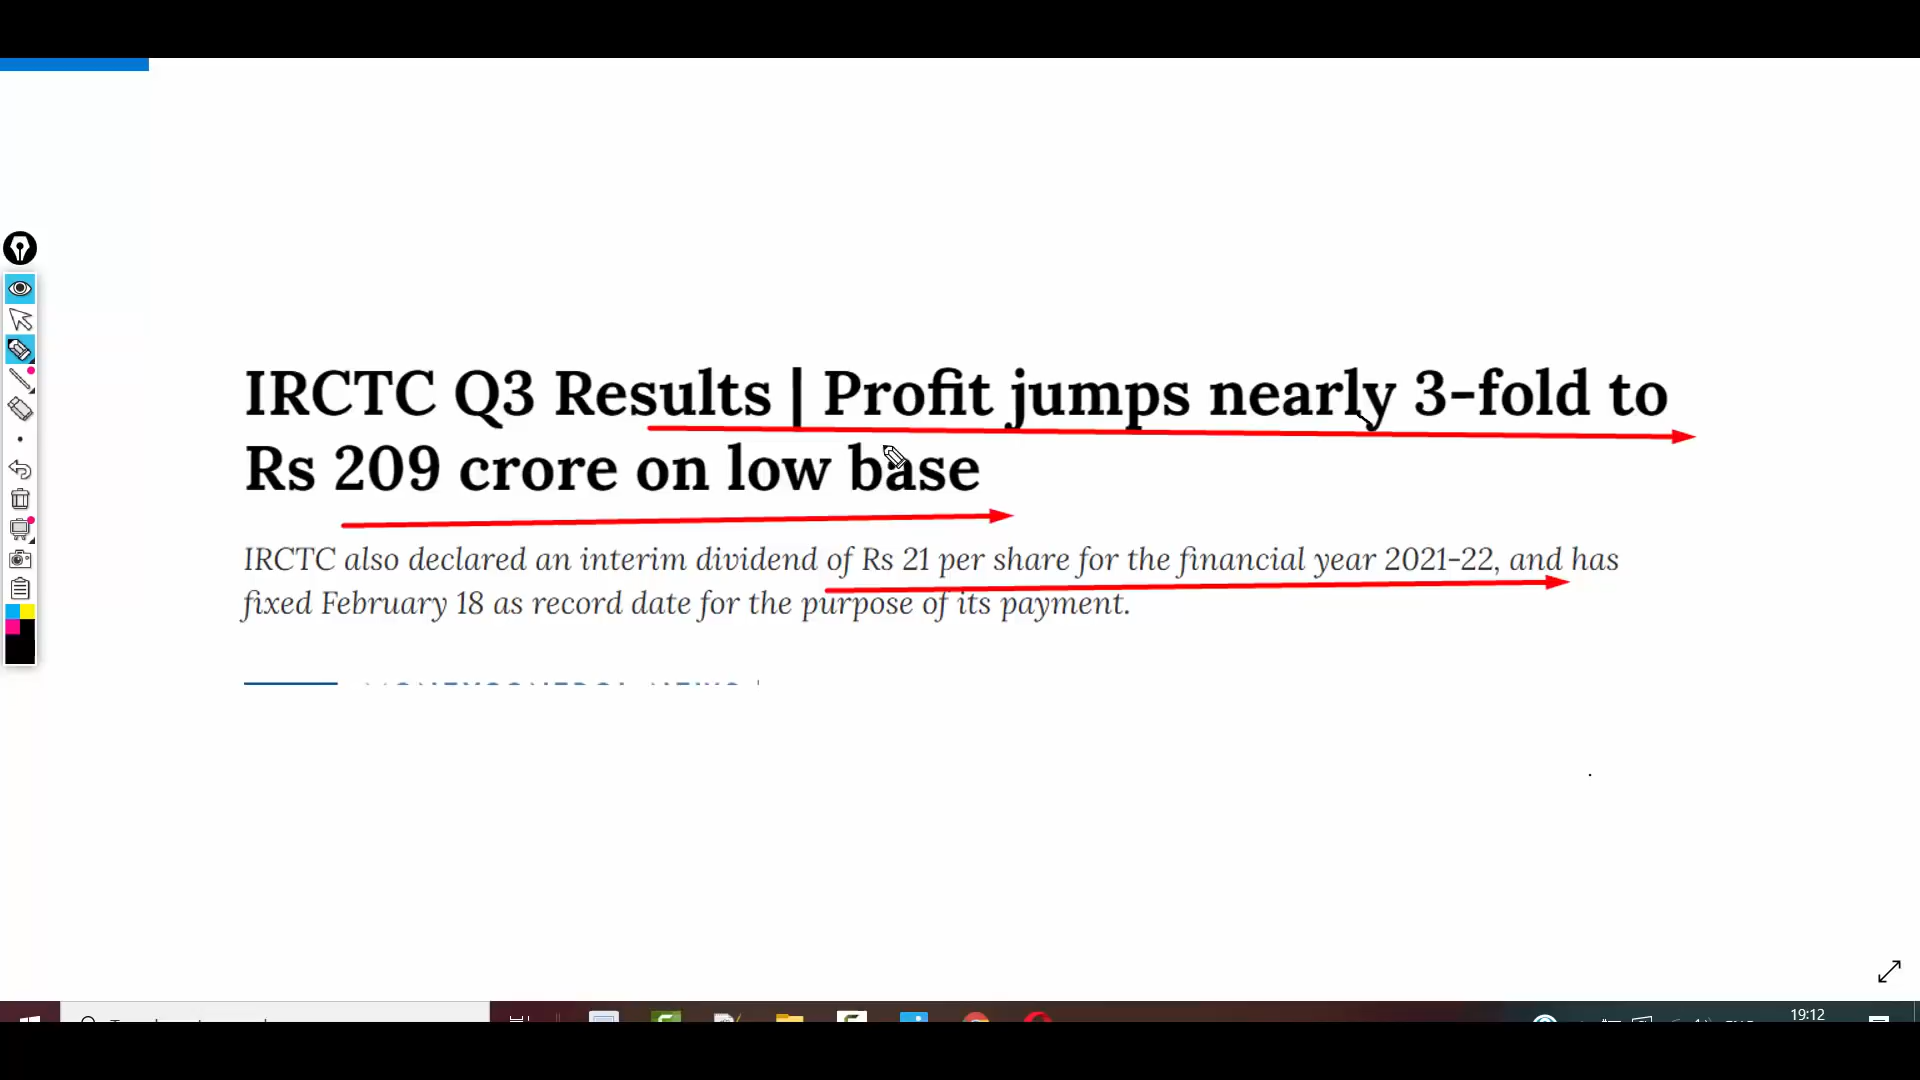 IRCTC Q3 Results | Profit jumps nearly 3-fold to
Rs 209 crore on low base
IRCTC also declared an interim dividend of Rs 21 per share for the financial year 2021-22, and has
fixed February 18 as record date for the purpose of its payment.
19:12